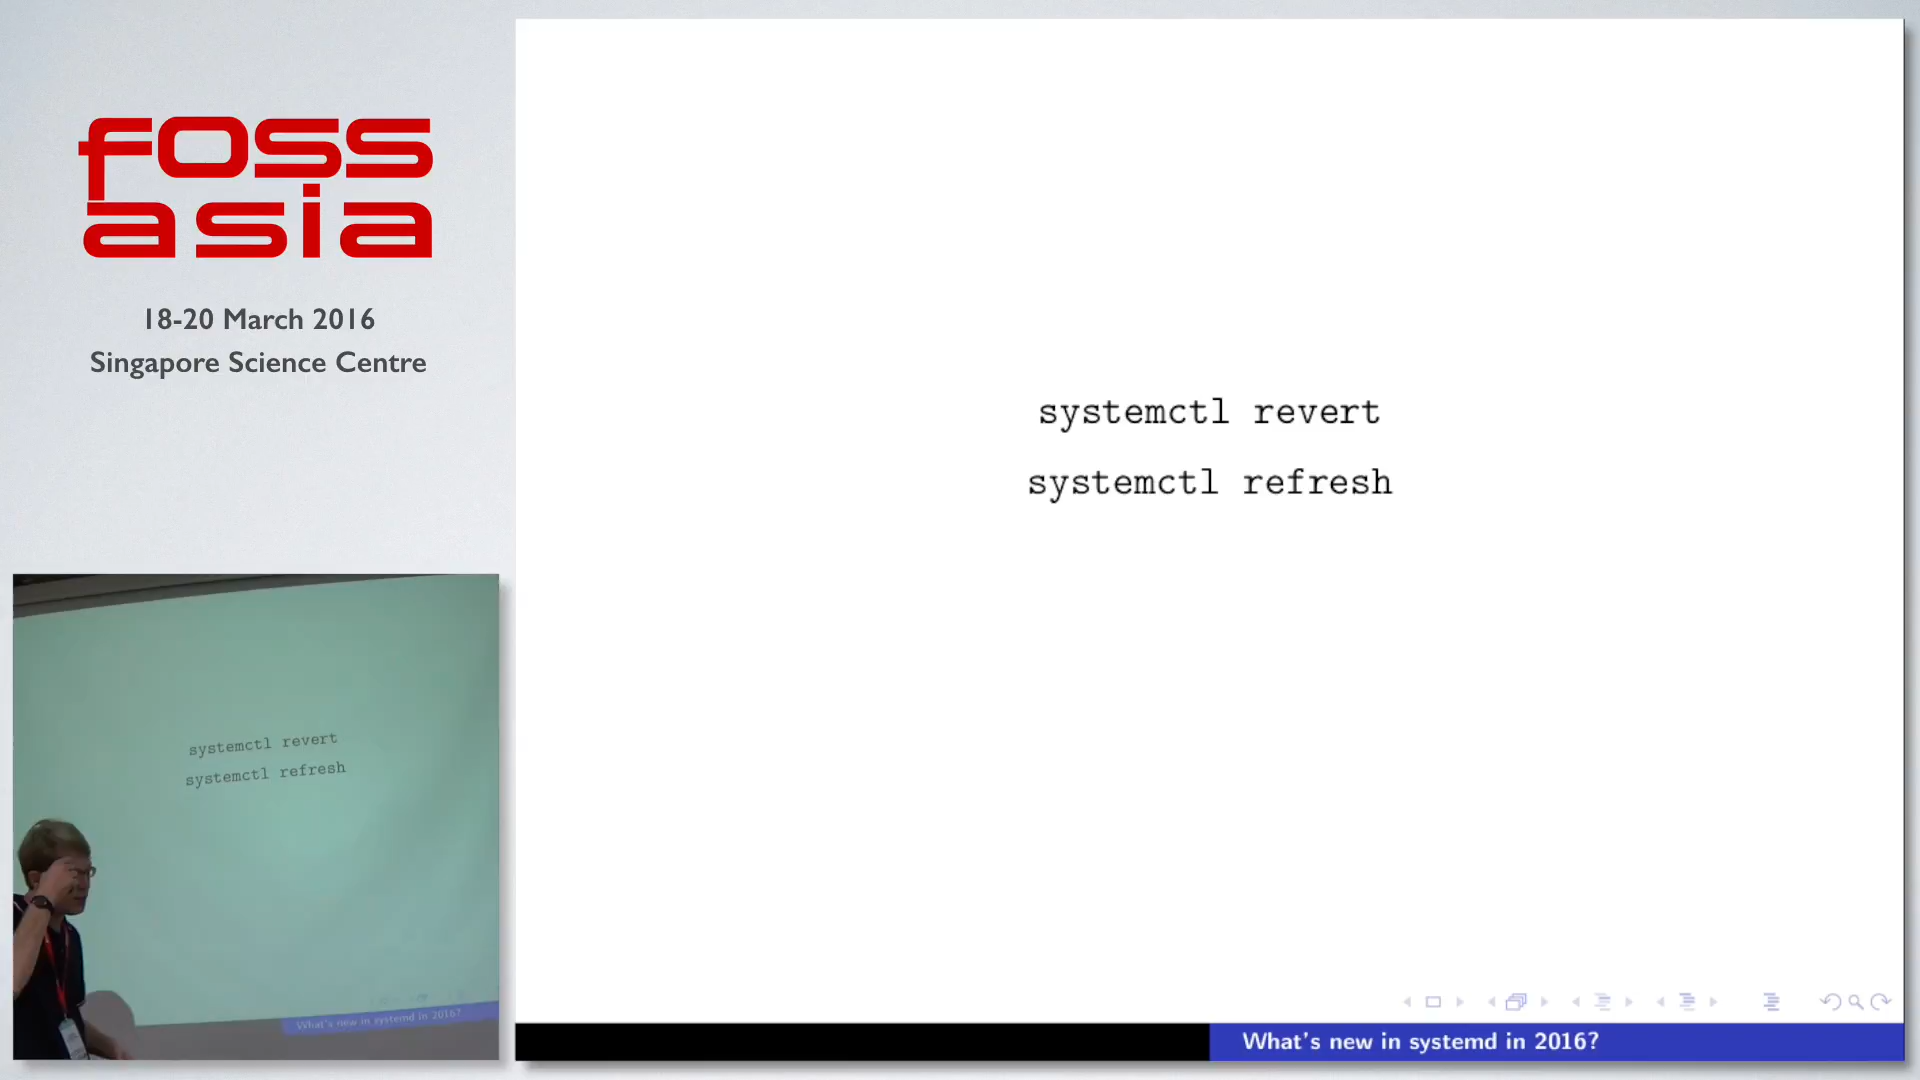 foss
asia
18-20 March 2016
Singapore Science Centre
systemctl revert
systemctl refresh
What's new in systemd in 2016?
systemctl revert
systemctl refresh
What's new in systemd in 2016?